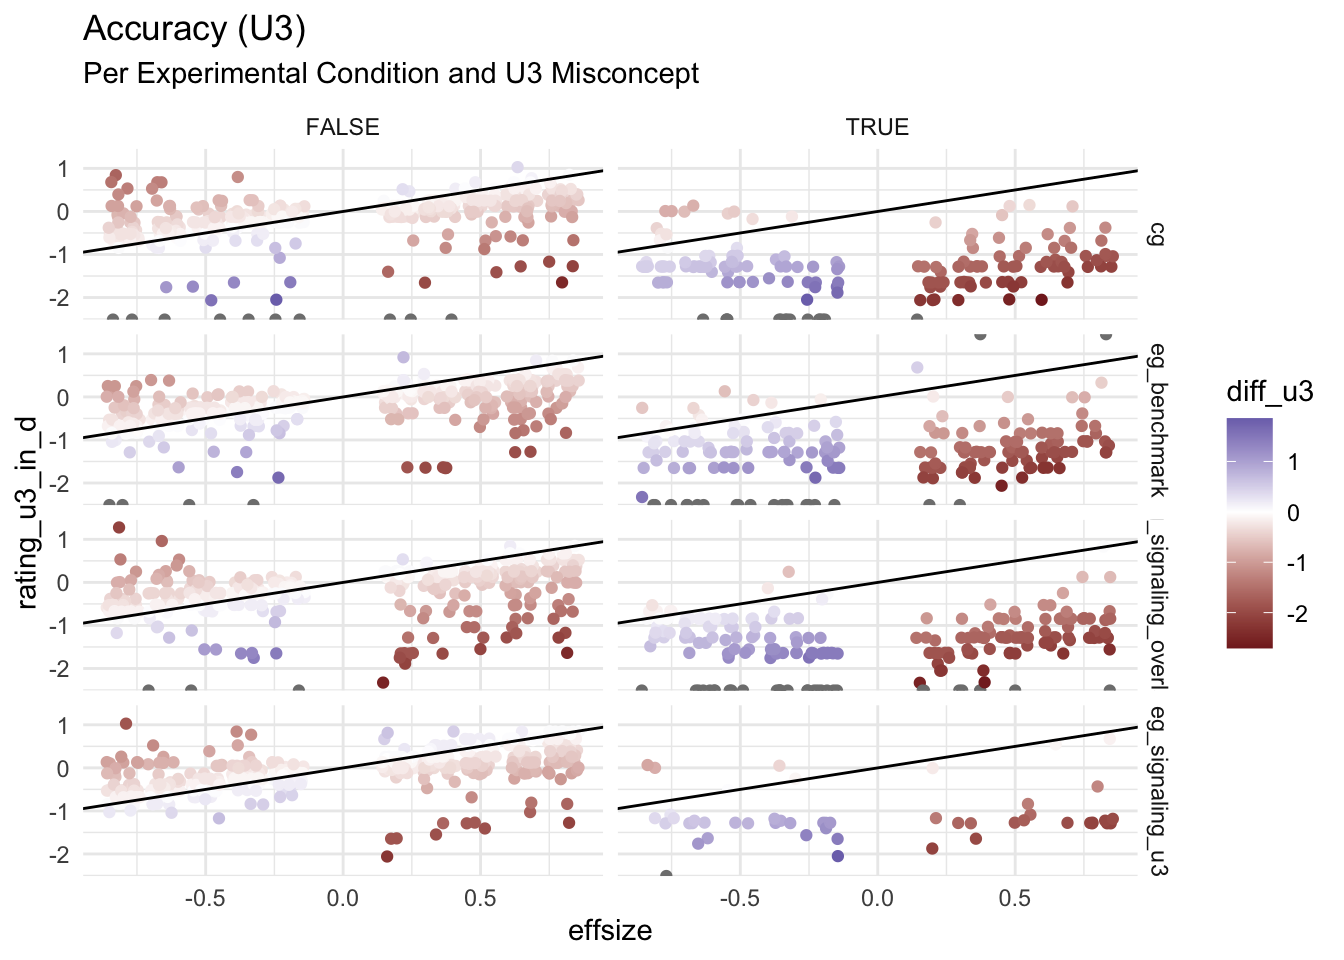 Accuracy (U3)
Per Experimental Condition and U3 Misconcept
FALSE
TRUE
1
0
-1
-2
cg
1
0
-1
-2
eg_benchmark
1
0
-1
-2
_signaling_overl
1
0
-1
-2
eg_signaling_u3
rating_u3_in_d
-0.5
0.0
0.5
-0.5
0.0
0.5
effsize
diff_u3
1
0
-1
-2